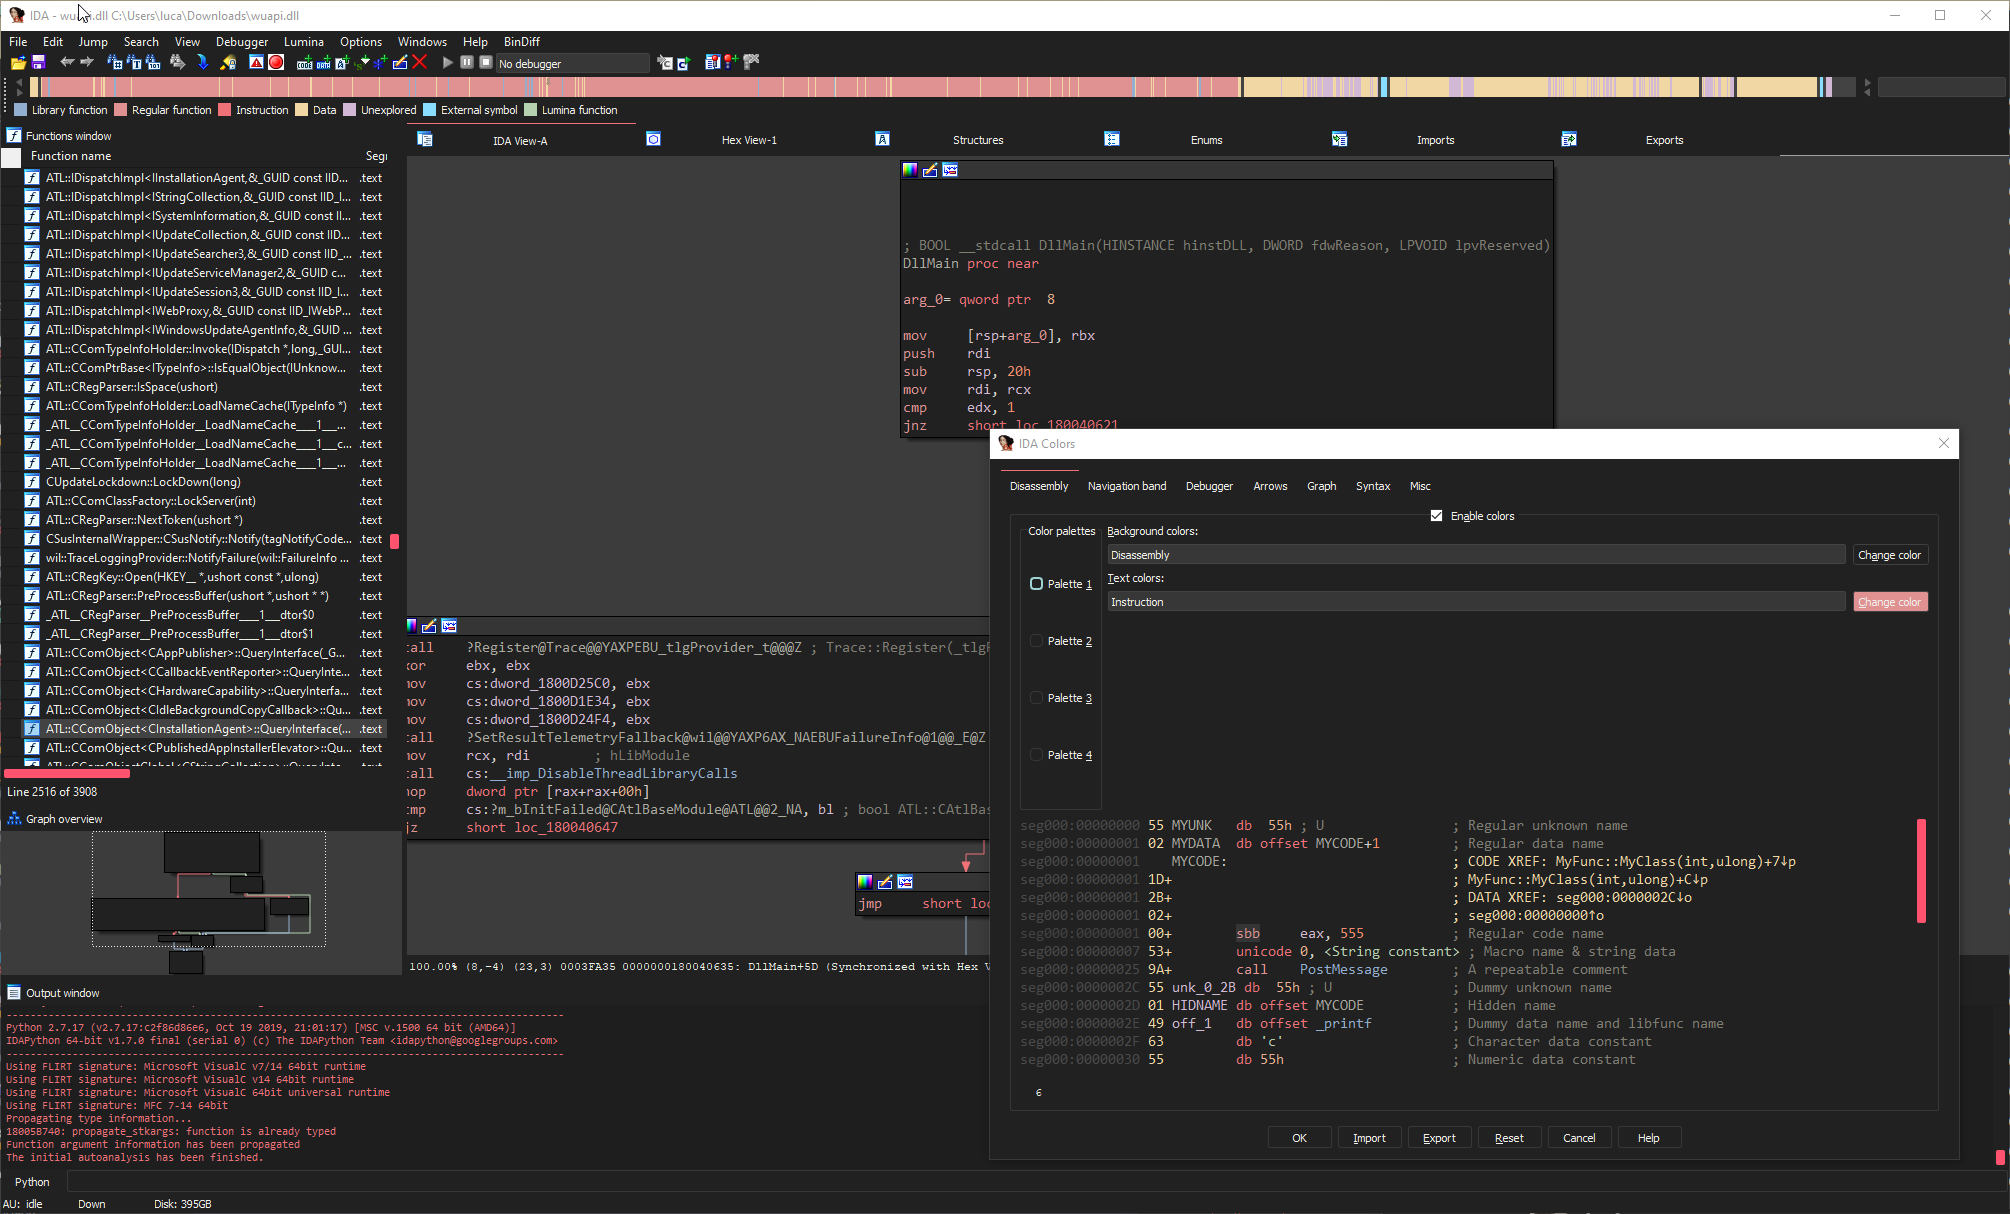 IDA - wuapi.dll C:\Users\luca\Downloads\wuapi.dll
File Edit Jump Search View Debugger Lumina Options Windows Help BinDiff
No debugger
Library function Regular function Instruction Data Unexplored External symbol Lumina function
Functions window
Function name Segr
ATL::IDispatchImpl<IInstallationAgent,&_GUID const IID... .text
ATL::IDispatchImpl<IStringCollection,&_GUID const IID_I... .text
ATL::IDispatchImpl<ISystemInformation,&_GUID const II... .text
ATL::IDispatchImpl<IUpdateCollection,&_GUID const IID... .text
ATL::IDispatchImpl<IUpdateSearcher3,&_GUID const IID_... .text
ATL::IDispatchImpl<IUpdateServiceManager2,&_GUID c... .text
ATL::IDispatchImpl<IUpdateSession3,&_GUID const IID_I... .text
ATL::IDispatchImpl<IWebProxy,&_GUID const IID_IWebP... .text
ATL::IDispatchImpl<IWindowsUpdateAgentInfo,&_GUID ... .text
ATL::CComTypeInfoHolder::Invoke(IDispatch *,long,_GUI... .text
ATL::CComPtrBase<ITypeInfo>::IsEqualObject(IUnknow... .text
ATL::CRegParser::IsSpace(ushort) .text
ATL::CComTypeInfoHolder::LoadNameCache(ITypeInfo *) .text
_ATL__CComTypeInfoHolder__LoadNameCache____1___... .text
_ATL__CComTypeInfoHolder__LoadNameCache____1___c... .text
_ATL__CComTypeInfoHolder__LoadNameCache____1___... .text
CUpdateLockdown::LockDown(long) .text
ATL::CComClassFactory::LockServer(int) .text
ATL::CRegParser::NextToken(ushort *) .text
CSusInternalWrapper::CSusNotify::Notify(tagNotifyCode... .text
wil::TraceLoggingProvider::NotifyFailure(wil::FailureInfo ... .text
ATL::CRegKey::Open(HKEY__ *,ushort const *,ulong) .text
ATL::CRegParser::PreProcessBuffer(ushort *,ushort * *) .text
_ATL__CRegParser__PreProcessBuffer____1___dtor$0 .text
_ATL__CRegParser__PreProcessBuffer____1___dtor$1 .text
ATL::CComObject<CAppPublisher>::QueryInterface(_G... .text
ATL::CComObject<CCallbackEventReporter>::QueryInte... .text
ATL::CComObject<CHardwareCapability>::QueryInterfa... .text
ATL::CComObject<CIdleBackgroundCopyCallback>::Qu... .text
ATL::CComObject<CInstallationAgent>::QueryInterface(... .text
ATL::CComObject<CPublishedAppInstallerElevator>::Qu... .text
ATL::CComObjectGlobal<CStringCollection>::QueryInte... .text
Line 2516 of 3908
Graph overview
IDA View-A Hex View-1 Structures Enums Imports Exports
; BOOL __stdcall DllMain(HINSTANCE hinstDLL, DWORD fdwReason, LPVOID lpvReserved)
DllMain proc near
arg_0= qword ptr 8
mov [rsp+arg_0], rbx
push rdi
sub rsp, 20h
mov rdi, rcx
cmp edx, 1
jnz short loc_180040621
call ?Register@Trace@@YAXPEBU_tlgProvider_t@@@Z ; Trace::Register(_tlgP
xor ebx, ebx
mov cs:dword_1800D25C0, ebx
mov cs:dword_1800D1E34, ebx
mov cs:dword_1800D24F4, ebx
call ?SetResultTelemetryFallback@wil@@YAXP6AX_NAEBUFailureInfo@1@@_E@Z
mov rcx, rdi ; hLibModule
call cs:__imp_DisableThreadLibraryCalls
nop dword ptr [rax+rax+00h]
cmp cs:?m_bInitFailed@CAtlBaseModule@ATL@@2_NA, bl ; bool ATL::CAtlBas
jz short loc_180040647
jmp short loc
100.00% (8,-4) (23,3) 0003FA35 0000000180040635: DllMain+5D (Synchronized with Hex V
IDA Colors
Disassembly Navigation band Debugger Arrows Graph Syntax Misc
Enable colors
Color palettes
Palette 1
Palette 2
Palette 3
Palette 4
Background colors:
Disassembly Change color
Text colors:
Instruction Change color
seg000:00000000 55 MYUNK db 55h ; U ; Regular unknown name
seg000:00000001 02 MYDATA db offset MYCODE+1 ; Regular data name
seg000:00000001 MYCODE: ; CODE XREF: MyFunc::MyClass(int,ulong)+7↓p
seg000:00000001 1D+ ; MyFunc::MyClass(int,ulong)+C↓p
seg000:00000001 2B+ ; DATA XREF: seg000:0000002C↓o
seg000:00000001 02+ ; seg000:00000000↑o
seg000:00000001 00+ sbb eax, 555 ; Regular code name
seg000:00000007 53+ unicode 0, <String constant> ; Macro name & string data
seg000:00000025 9A+ call PostMessage ; A repeatable comment
seg000:0000002C 55 unk_0_2B db 55h ; U ; Dummy unknown name
seg000:0000002D 01 HIDNAME db offset MYCODE ; Hidden name
seg000:0000002E 49 off_1 db offset _printf ; Dummy data name and libfunc name
seg000:0000002F 63 db 'c' ; Character data constant
seg000:00000030 55 db 55h ; Numeric data constant
OK Import Export Reset Cancel Help
Output window
Python 2.7.17 (v2.7.17:c2f86d86e6, Oct 19 2019, 21:01:17) [MSC v.1500 64 bit (AMD64)]
IDAPython 64-bit v1.7.0 final (serial 0) (c) The IDAPython Team <idapython@googlegroups.com>
Using FLIRT signature: Microsoft VisualC v7/14 64bit runtime
Using FLIRT signature: Microsoft VisualC v14 64bit runtime
Using FLIRT signature: Microsoft VisualC 64bit universal runtime
Using FLIRT signature: MFC 7-14 64bit
Propagating type information...
18005B740: propagate_stkargs: function is already typed
Function argument information has been propagated
The initial autoanalysis has been finished.
Python
AU: idle Down Disk: 395GB